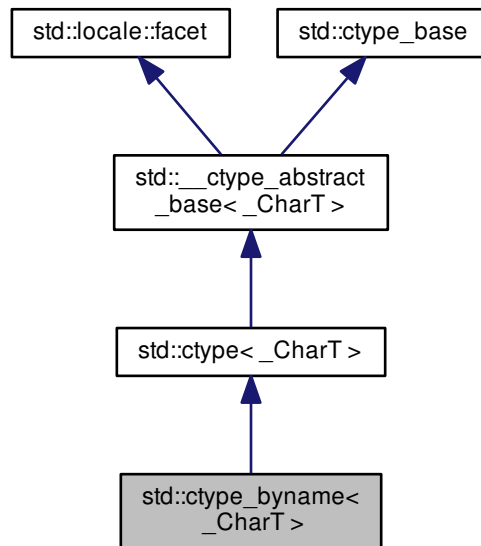 std::locale::facet
std::ctype_base
std::__ctype_abstract
_base< _CharT >
std::ctype< _CharT >
std::ctype_byname<
_CharT >